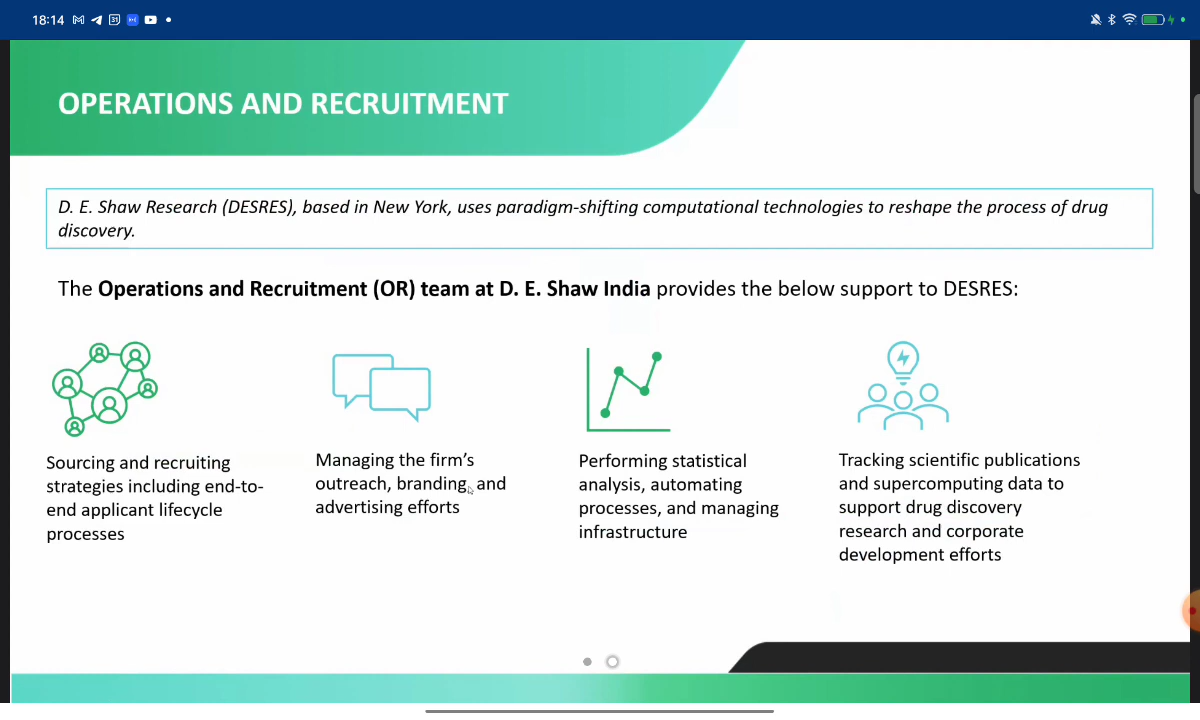 18:14
31
OPERATIONS AND RECRUITMENT
D. E. Shaw Research (DESRES), based in New York, uses paradigm-shifting computational technologies to reshape the process of drug
discovery.
The Operations and Recruitment (OR) team at D. E. Shaw India provides the below support to DESRES:
Sourcing and recruiting
strategies including end-to-
end applicant lifecycle
processes
Managing the firm’s
outreach, branding, and
advertising efforts
Performing statistical
analysis, automating
processes, and managing
infrastructure
Tracking scientific publications
and supercomputing data to
support drug discovery
research and corporate
development efforts